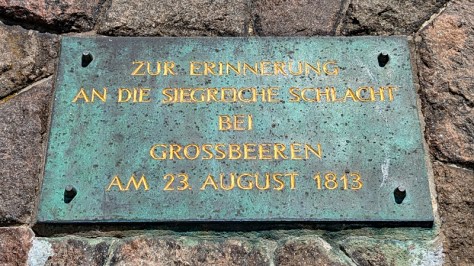 ZUR ERINNERUNG
AN DIE SIEGREICHE SCHLACHT
BEI
GROSSBEEREN
AM 23. AUGUST 1813